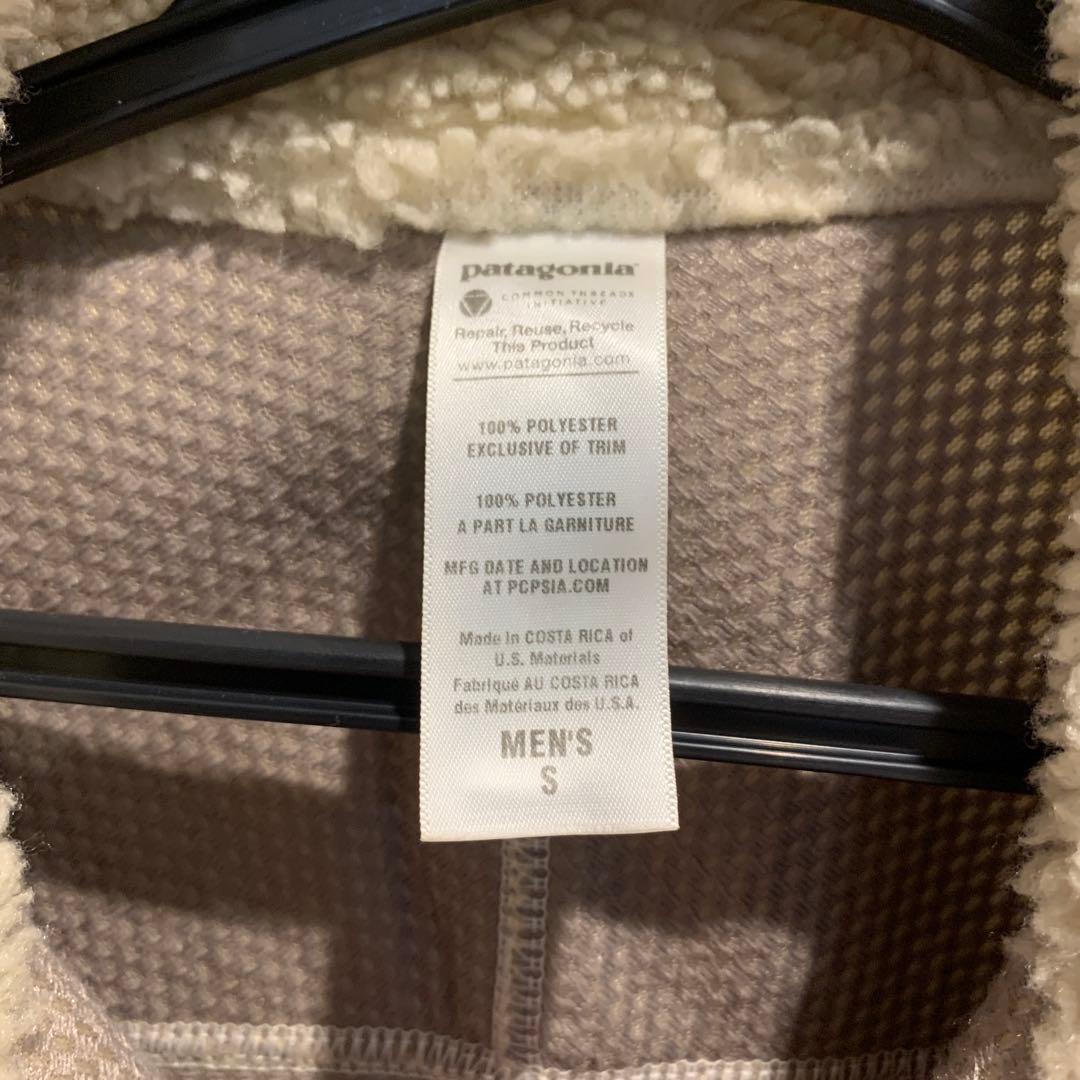 patagonia
COMMON THREADS
INITIATIVE
Repair, Reuse, Recycle
This Product
www.patagonia.com
100% POLYESTER
EXCLUSIVE OF TRIM
100% POLYESTER
A PART LA GARNITURE
MFG DATE AND LOCATION
AT PCPSIA.COM
Made in COSTA RICA of
U.S. Materials
Fabriqué AU COSTA RICA
des Matériaux des U.S.A.
MEN'S
S